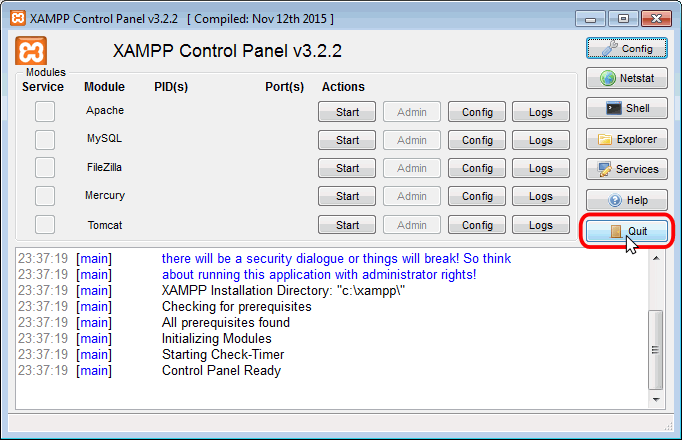 XAMPP Control Panel v3.2.2 [ Compiled: Nov 12th 2015 ]
XAMPP Control Panel v3.2.2
Config
Modules
Service Module PID(s) Port(s) Actions
Netstat
Apache Start Admin Config Logs
Shell
MySQL Start Admin Config Logs
Explorer
FileZilla Start Admin Config Logs
Services
Mercury Start Admin Config Logs
Help
Tomcat Start Admin Config Logs
Quit
23:37:19 [main] there will be a security dialogue or things will break! So think
23:37:19 [main] about running this application with administrator rights!
23:37:19 [main] XAMPP Installation Directory: "c:\xampp\"
23:37:19 [main] Checking for prerequisites
23:37:19 [main] All prerequisites found
23:37:19 [main] Initializing Modules
23:37:19 [main] Starting Check-Timer
23:37:19 [main] Control Panel Ready